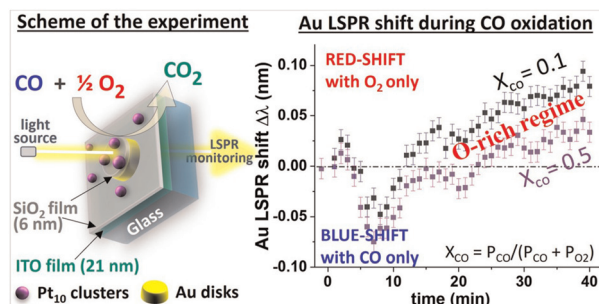 Scheme of the experiment
CO + ½ O2
CO2
light
source
LSPR
monitoring
SiO2 film
(6 nm)
Glass
ITO film (21 nm)
Pt10 clusters
Au disks
Au LSPR shift during CO oxidation
Au LSPR shift Δλ (nm)
0.10
0.05
0.00
-0.05
-0.10
RED-SHIFT
with O2 only
XCO = 0.1
O-rich regime
XCO = 0.5
BLUE-SHIFT
with CO only
XCO = PCO/(PCO + PO2)
0 10 20 30 40
time (min)